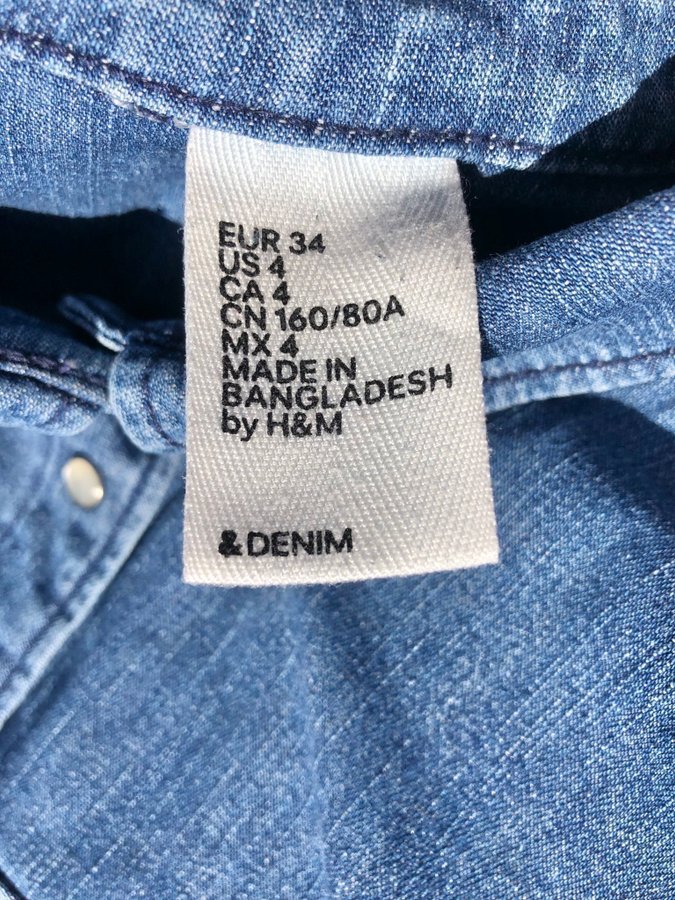 EUR 34
US 4
CA 4
CN 160/80A
MX 4
MADE IN
BANGLADESH
by H&M
&DENIM